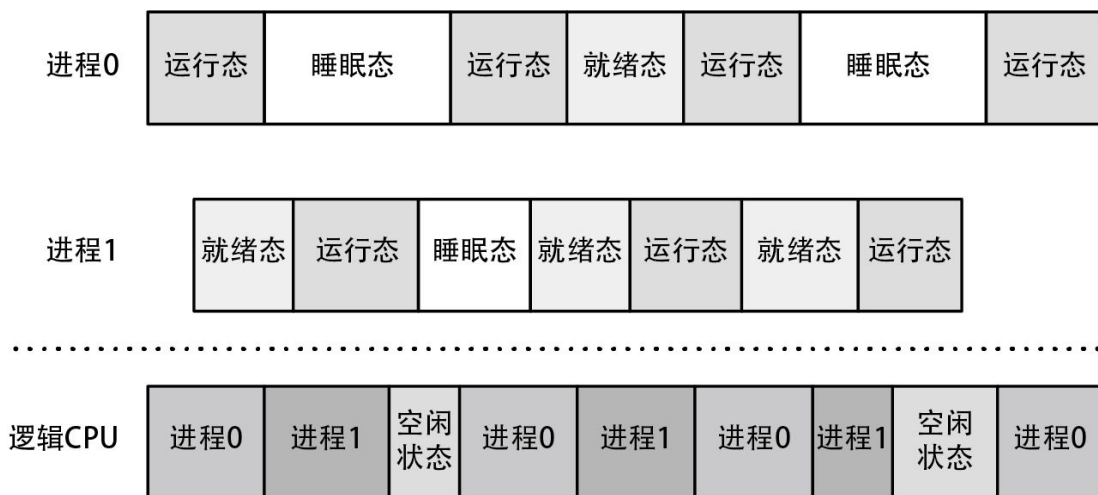 进程0 运行态 睡眠态 运行态 就绪态 运行态 睡眠态 运行态
进程1 就绪态 运行态 睡眠态 就绪态 运行态 就绪态 运行态
逻辑CPU 进程0 进程1 空闲状态 进程0 进程1 进程0 进程1 空闲状态 进程0